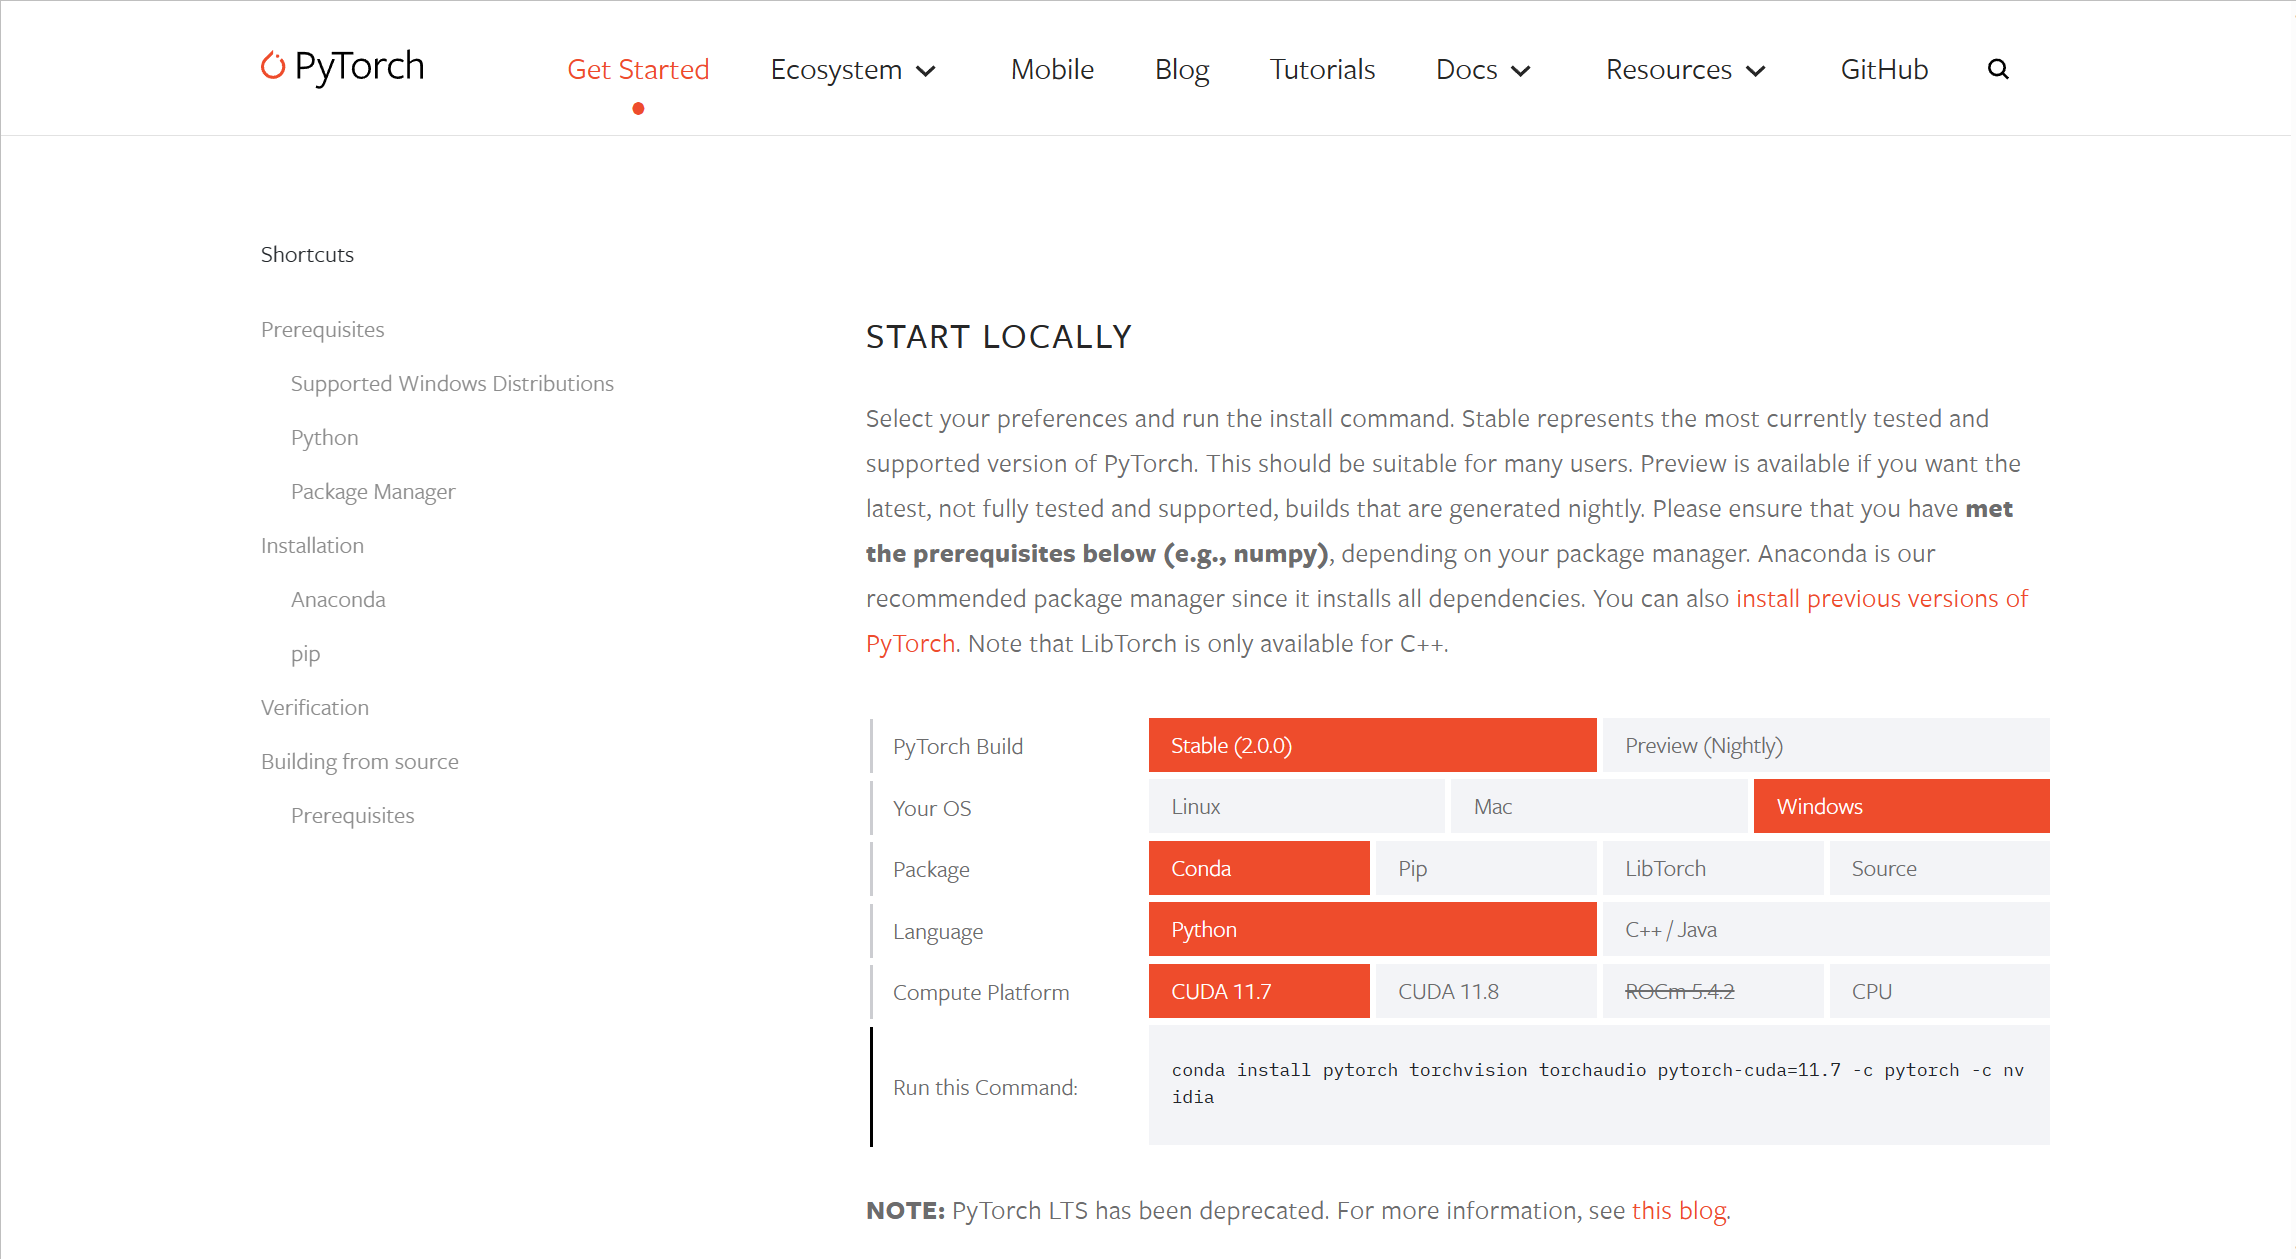 PyTorch
Get Started
Ecosystem
Mobile
Blog
Tutorials
Docs
Resources
GitHub
Shortcuts
Prerequisites
Supported Windows Distributions
Python
Package Manager
Installation
Anaconda
pip
Verification
Building from source
Prerequisites
START LOCALLY
Select your preferences and run the install command. Stable represents the most currently tested and
supported version of PyTorch. This should be suitable for many users. Preview is available if you want the
latest, not fully tested and supported, builds that are generated nightly. Please ensure that you have met
the prerequisites below (e.g., numpy), depending on your package manager. Anaconda is our
recommended package manager since it installs all dependencies. You can also install previous versions of
PyTorch. Note that LibTorch is only available for C++.
PyTorch Build
Stable (2.0.0)
Preview (Nightly)
Your OS
Linux
Mac
Windows
Package
Conda
Pip
LibTorch
Source
Language
Python
C++ / Java
Compute Platform
CUDA 11.7
CUDA 11.8
ROCm 5.4.2
CPU
Run this Command:
conda install pytorch torchvision torchaudio pytorch-cuda=11.7 -c pytorch -c nv
idia
NOTE: PyTorch LTS has been deprecated. For more information, see this blog.